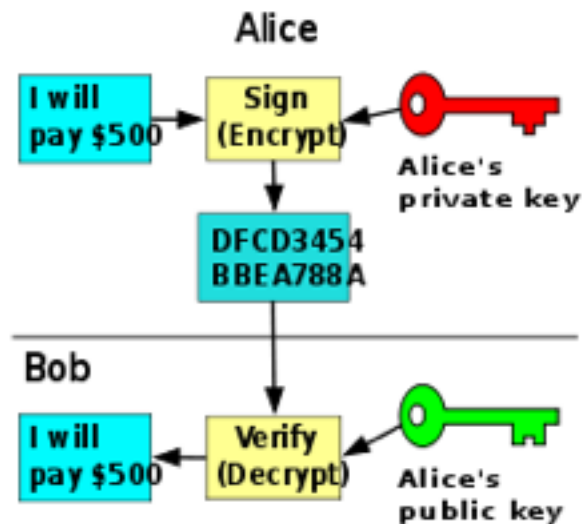 Alice
I will
pay $500
Sign
(Encrypt)
Alice's
private key
DFCD3454
BBEA788A
Bob
I will
pay $500
Verify
(Decrypt)
Alice's
public key